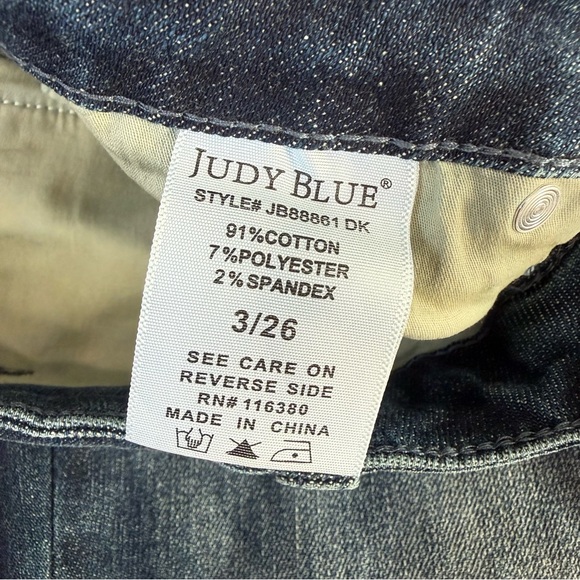 JUDY BLUE®
STYLE# JB88861 DK
91%COTTON
7%POLYESTER
2%SPANDEX
3/26
SEE CARE ON
REVERSE SIDE
RN# 116380
MADE IN CHINA